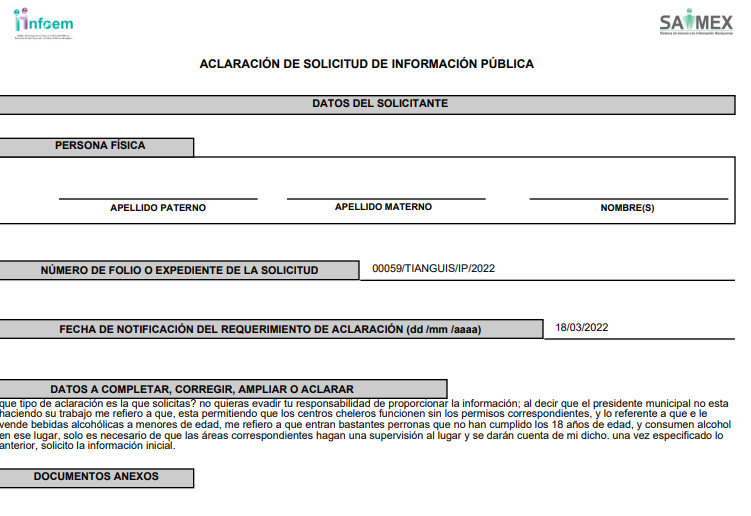 infoem
SAIMEX
Sistema de Acceso a la Información Mexiquense
ACLARACIÓN DE SOLICITUD DE INFORMACIÓN PÚBLICA
DATOS DEL SOLICITANTE
PERSONA FÍSICA
APELLIDO PATERNO APELLIDO MATERNO NOMBRE(S)
NÚMERO DE FOLIO O EXPEDIENTE DE LA SOLICITUD 00059/TIANGUIS/IP/2022
FECHA DE NOTIFICACIÓN DEL REQUERIMIENTO DE ACLARACIÓN (dd /mm /aaaa) 18/03/2022
DATOS A COMPLETAR, CORREGIR, AMPLIAR O ACLARAR
que tipo de aclaración es la que solicitas? no quieras evadir tu responsabilidad de proporcionar la información; al decir que el presidente municipal no esta
haciendo su trabajo me refiero a que, esta permitiendo que los centros cheleros funcionen sin los permisos correspondientes, y lo referente a que e le
vende bebidas alcohólicas a menores de edad, me refiero a que entran bastantes perronas que no han cumplido los 18 años de edad, y consumen alcohol
en ese lugar, solo es necesario de que las áreas correspondientes hagan una supervisión al lugar y se darán cuenta de mi dicho. una vez especificado lo
anterior, solicito la información inicial.
DOCUMENTOS ANEXOS